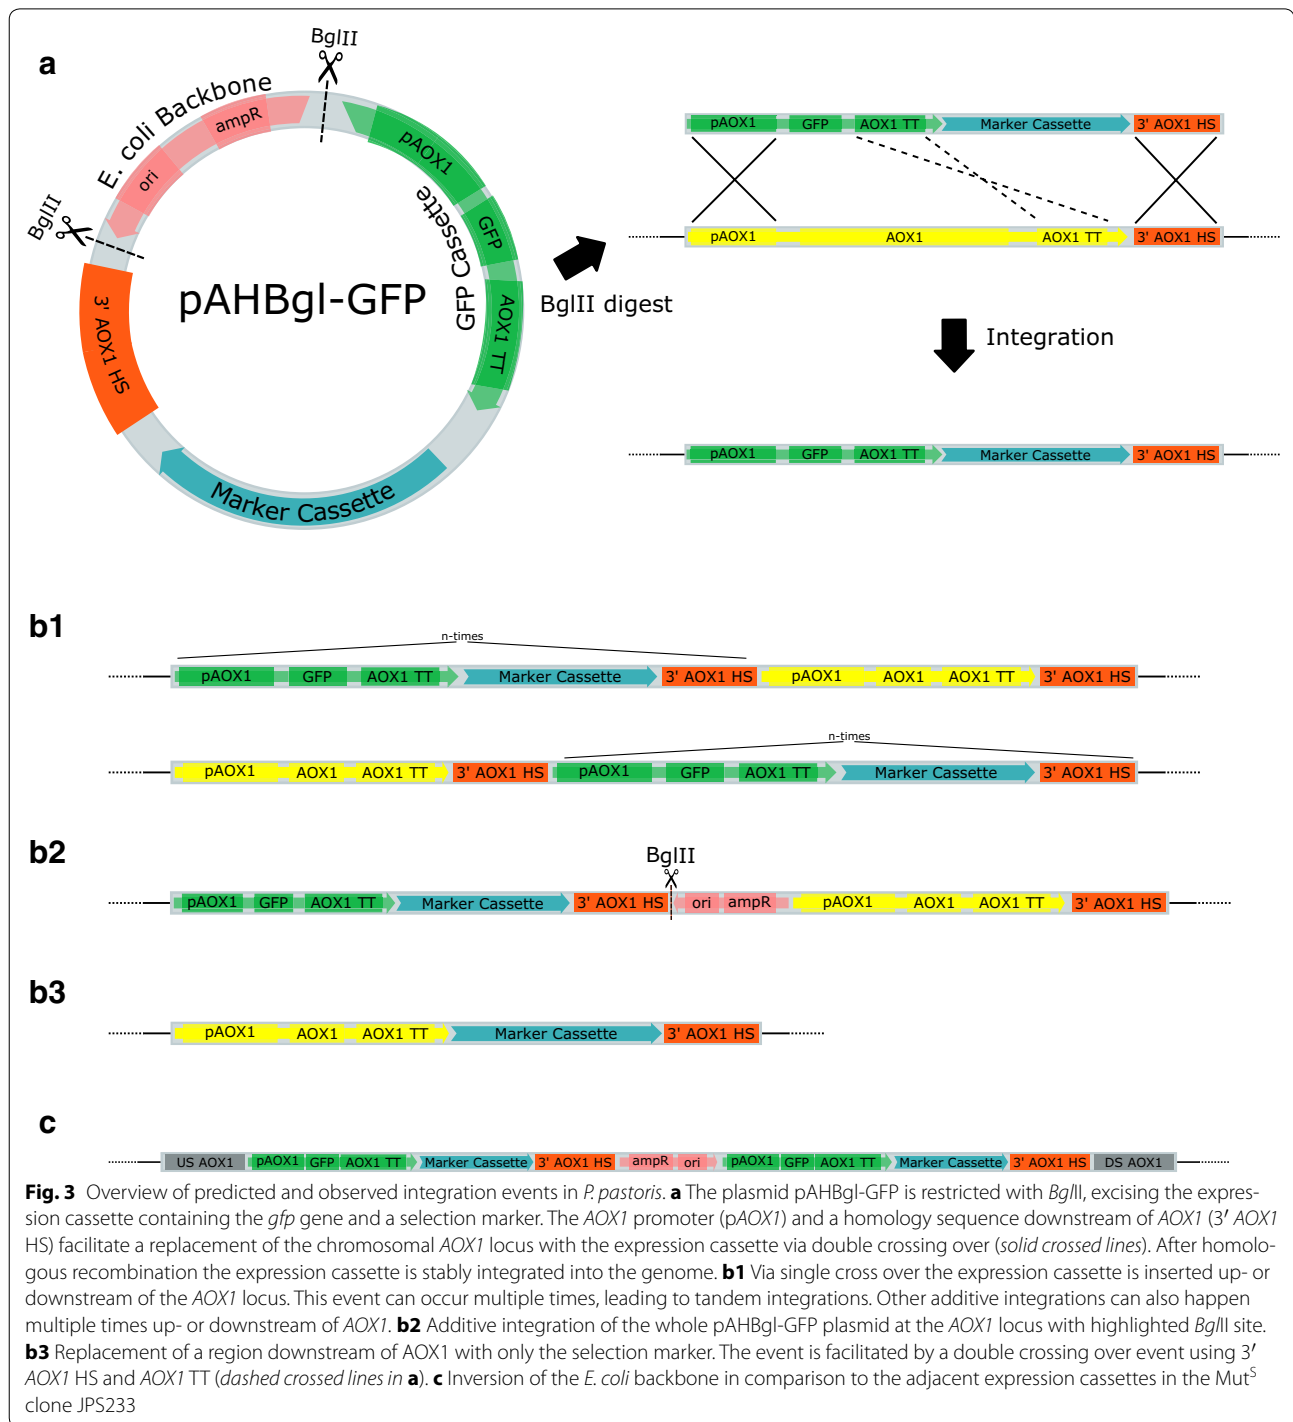 a
BglII
E. coli Backbone
ampR
ori
BglII
pAOX1
GFP
AOX1 TT
GFP Cassette
pAHBgl-GFP
3' AOX1 HS
Marker Cassette
BglII digest
pAOX1 GFP AOX1 TT Marker Cassette 3' AOX1 HS
pAOX1 AOX1 AOX1 TT 3' AOX1 HS
Integration
pAOX1 GFP AOX1 TT Marker Cassette 3' AOX1 HS
b1
n-times
pAOX1 GFP AOX1 TT Marker Cassette 3' AOX1 HS pAOX1 AOX1 AOX1 TT 3' AOX1 HS
n-times
pAOX1 AOX1 AOX1 TT 3' AOX1 HS pAOX1 GFP AOX1 TT Marker Cassette 3' AOX1 HS
b2
BglII
pAOX1 GFP AOX1 TT Marker Cassette 3' AOX1 HS ori ampR pAOX1 AOX1 AOX1 TT 3' AOX1 HS
b3
pAOX1 AOX1 AOX1 TT Marker Cassette 3' AOX1 HS
c
US AOX1 pAOX1 GFP AOX1 TT Marker Cassette 3' AOX1 HS ampR ori pAOX1 GFP AOX1 TT Marker Cassette 3' AOX1 HS DS AOX1
Fig. 3 Overview of predicted and observed integration events in P. pastoris. a The plasmid pAHBgl-GFP is restricted with BglII, excising the expres-
sion cassette containing the gfp gene and a selection marker. The AOX1 promoter (pAOX1) and a homology sequence downstream of AOX1 (3′ AOX1
HS) facilitate a replacement of the chromosomal AOX1 locus with the expression cassette via double crossing over (solid crossed lines). After homolo-
gous recombination the expression cassette is stably integrated into the genome. b1 Via single cross over the expression cassette is inserted up- or
downstream of the AOX1 locus. This event can occur multiple times, leading to tandem integrations. Other additive integrations can also happen
multiple times up- or downstream of AOX1. b2 Additive integration of the whole pAHBgl-GFP plasmid at the AOX1 locus with highlighted BglII site.
b3 Replacement of a region downstream of AOX1 with only the selection marker. The event is facilitated by a double crossing over event using 3′
AOX1 HS and AOX1 TT (dashed crossed lines in a). c Inversion of the E. coli backbone in comparison to the adjacent expression cassettes in the Mut^S
clone JPS233